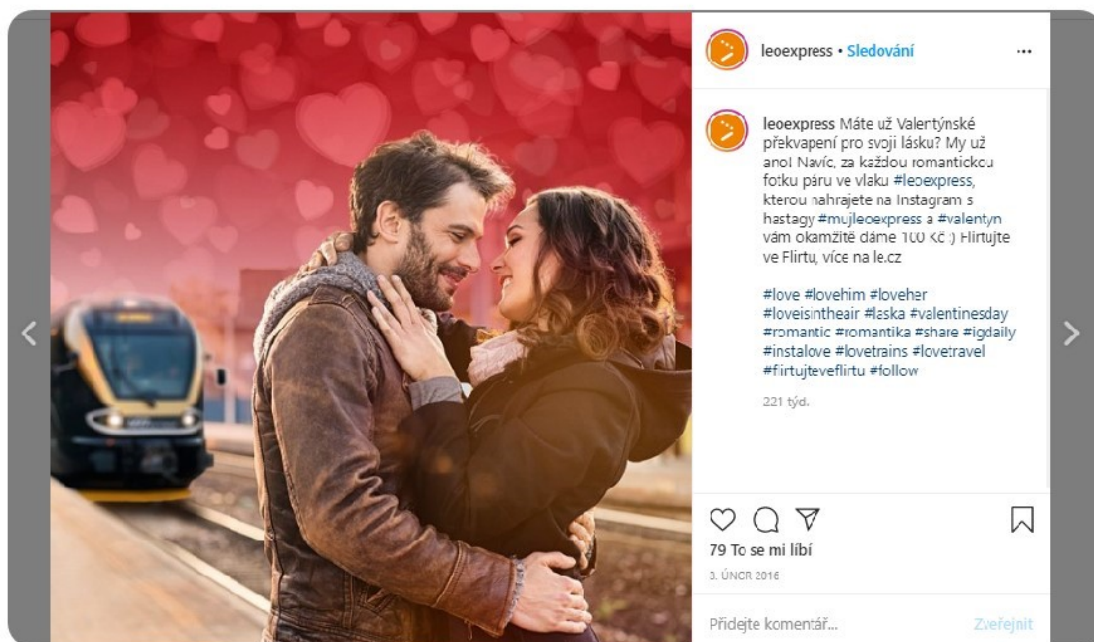 leoexpress • Sledování
leoexpress Máte už Valentýnské
překvapení pro svoji lásku? My už
ano! Navíc, za každou romantickou
fotku páru ve vlaku #leoexpress,
kterou nahrajete na Instagram s
hastagy #mujleoexpress a #valentyn
vám okamžitě dáme 100 Kč :) Flirtujte
ve Flirtu, více na le.cz
#love #lovehim #loveher
#loveisintheair #laska #valentinesday
#romantic #romantika #share #igdaily
#instalove #lovetrains #lovetravel
#flirtujteveflirtu #follow
221 týd.
79 To se mi líbí
3. ÚNOR 2016
Přidejte komentář...
Zveřejnit